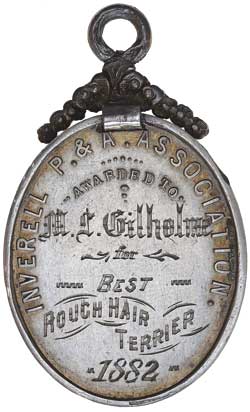 INVERELL P. & A. ASSOCIATION.
AWARDED TO
Gilholme
for
BEST
ROUGH HAIR
TERRIER
1882